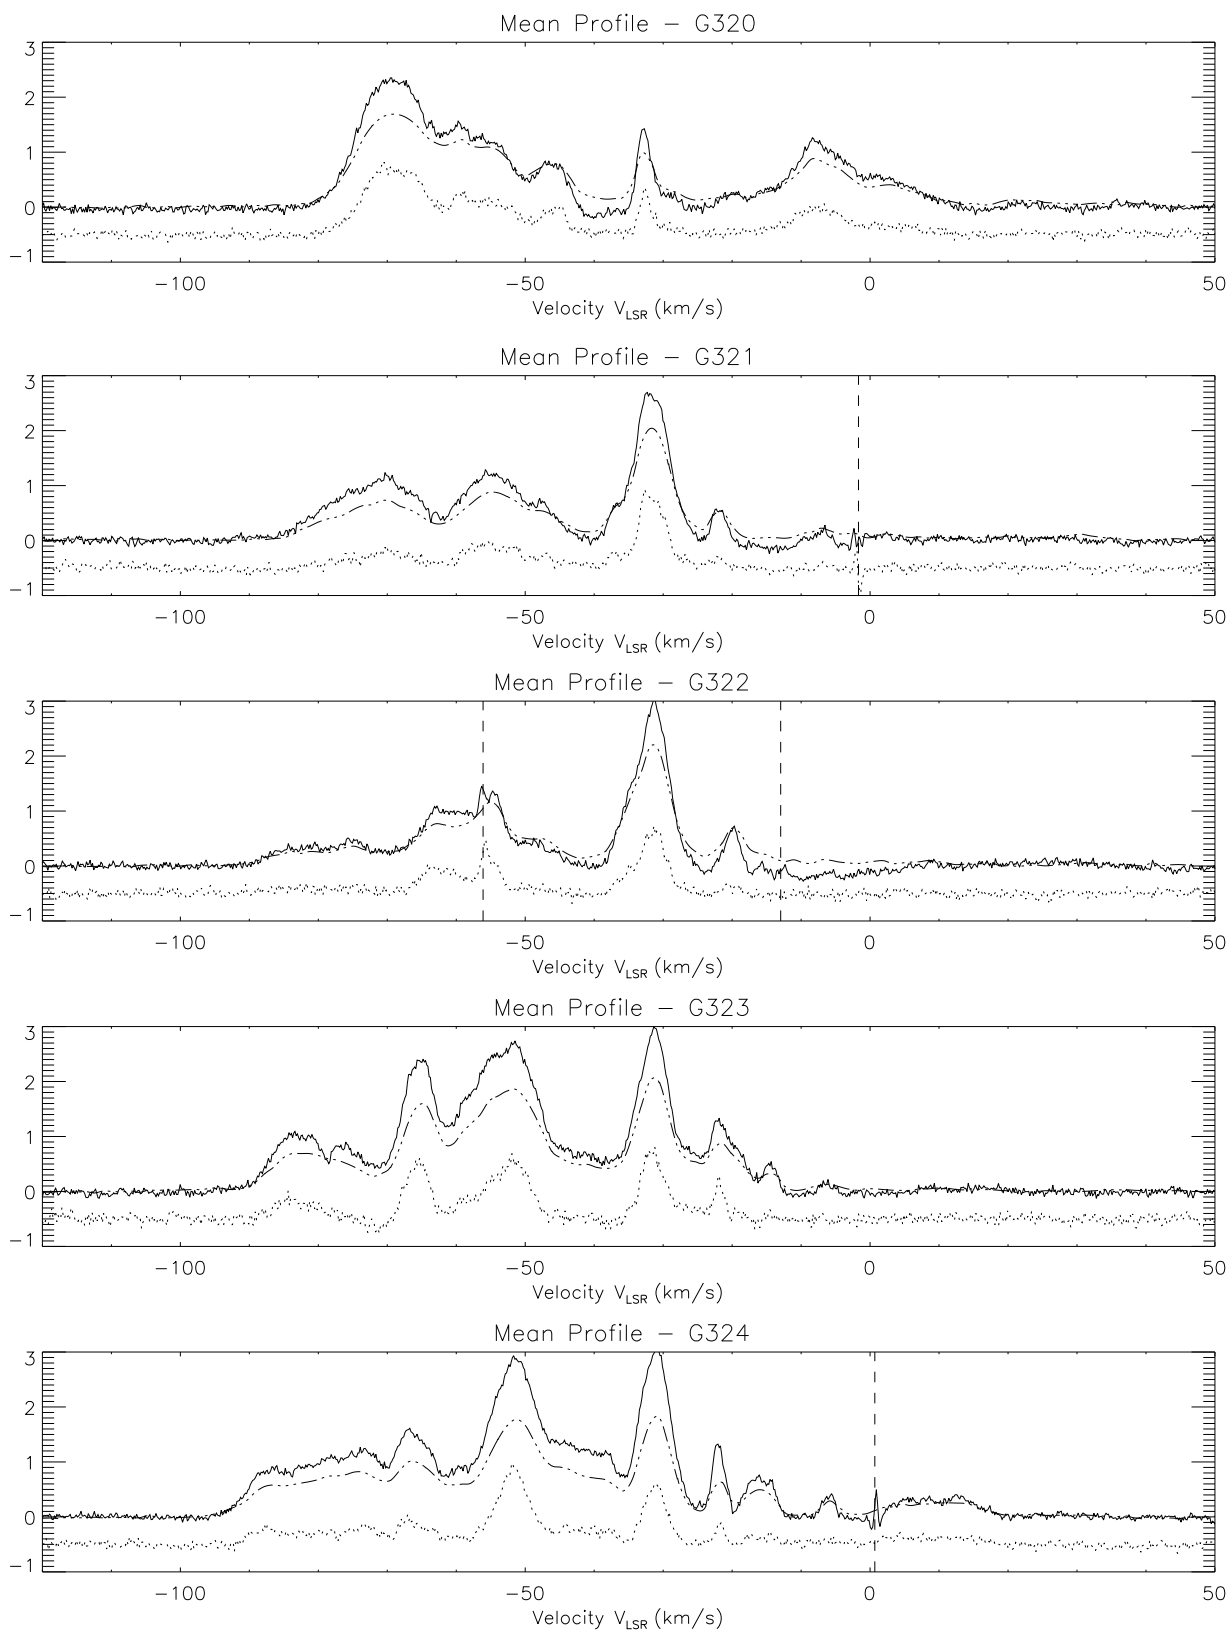 Mean Profile − G320
3
2
1
0
−1
−100 −50 0 50
Velocity V_LSR (km/s)
Mean Profile − G321
3
2
1
0
−1
−100 −50 0 50
Velocity V_LSR (km/s)
Mean Profile − G322
3
2
1
0
−1
−100 −50 0 50
Velocity V_LSR (km/s)
Mean Profile − G323
3
2
1
0
−1
−100 −50 0 50
Velocity V_LSR (km/s)
Mean Profile − G324
3
2
1
0
−1
−100 −50 0 50
Velocity V_LSR (km/s)